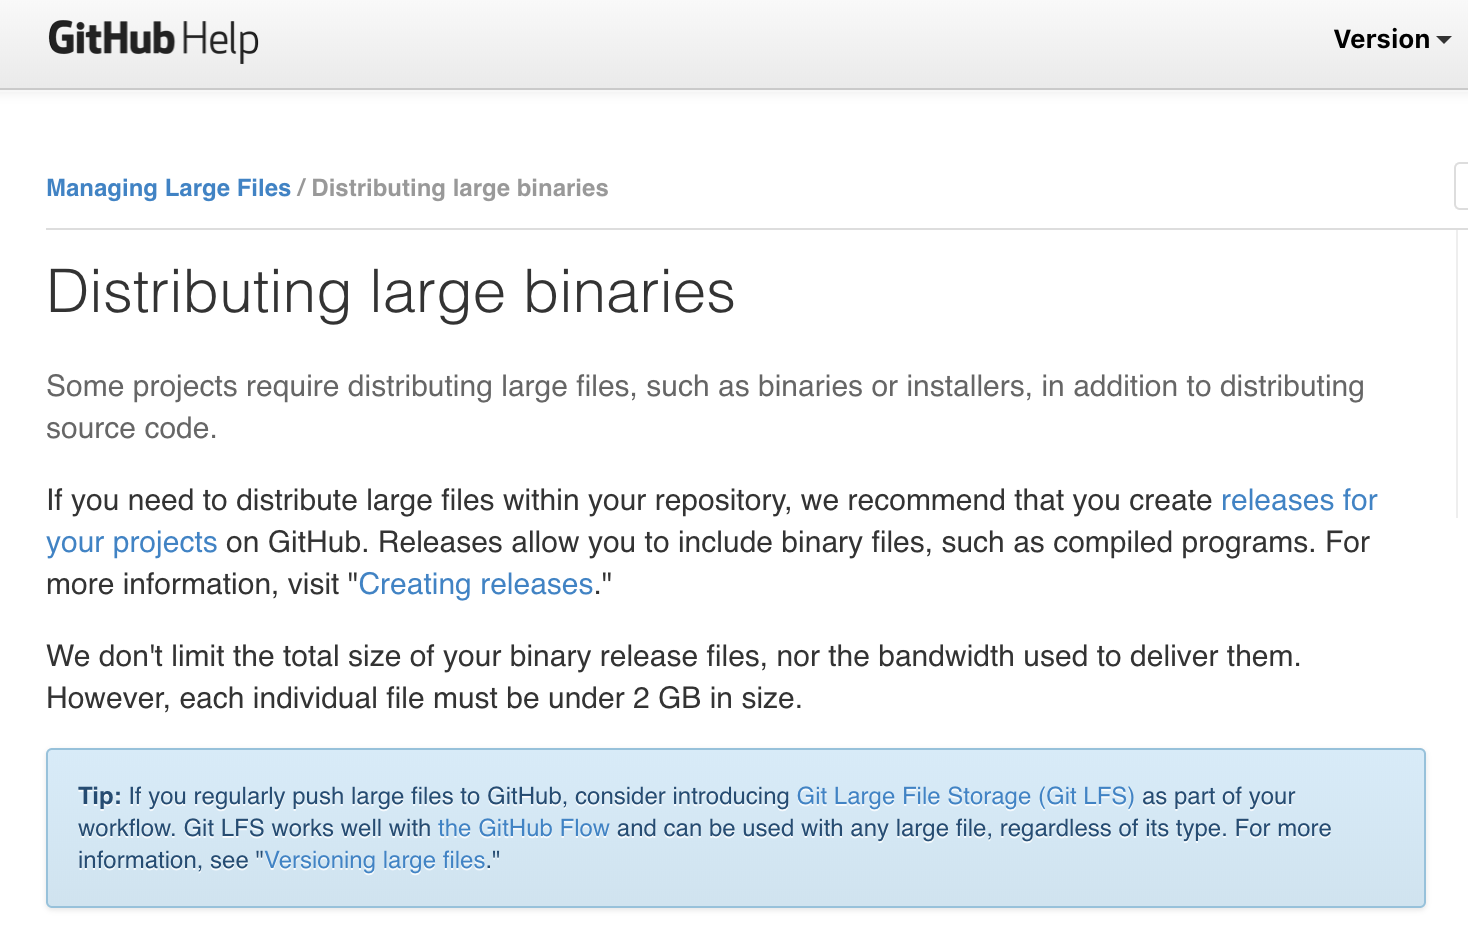 GitHub Help
Version
Managing Large Files / Distributing large binaries
Distributing large binaries
Some projects require distributing large files, such as binaries or installers, in addition to distributing
source code.
If you need to distribute large files within your repository, we recommend that you create releases for
your projects on GitHub. Releases allow you to include binary files, such as compiled programs. For
more information, visit "Creating releases."
We don't limit the total size of your binary release files, nor the bandwidth used to deliver them.
However, each individual file must be under 2 GB in size.
Tip: If you regularly push large files to GitHub, consider introducing Git Large File Storage (Git LFS) as part of your
workflow. Git LFS works well with the GitHub Flow and can be used with any large file, regardless of its type. For more
information, see "Versioning large files."